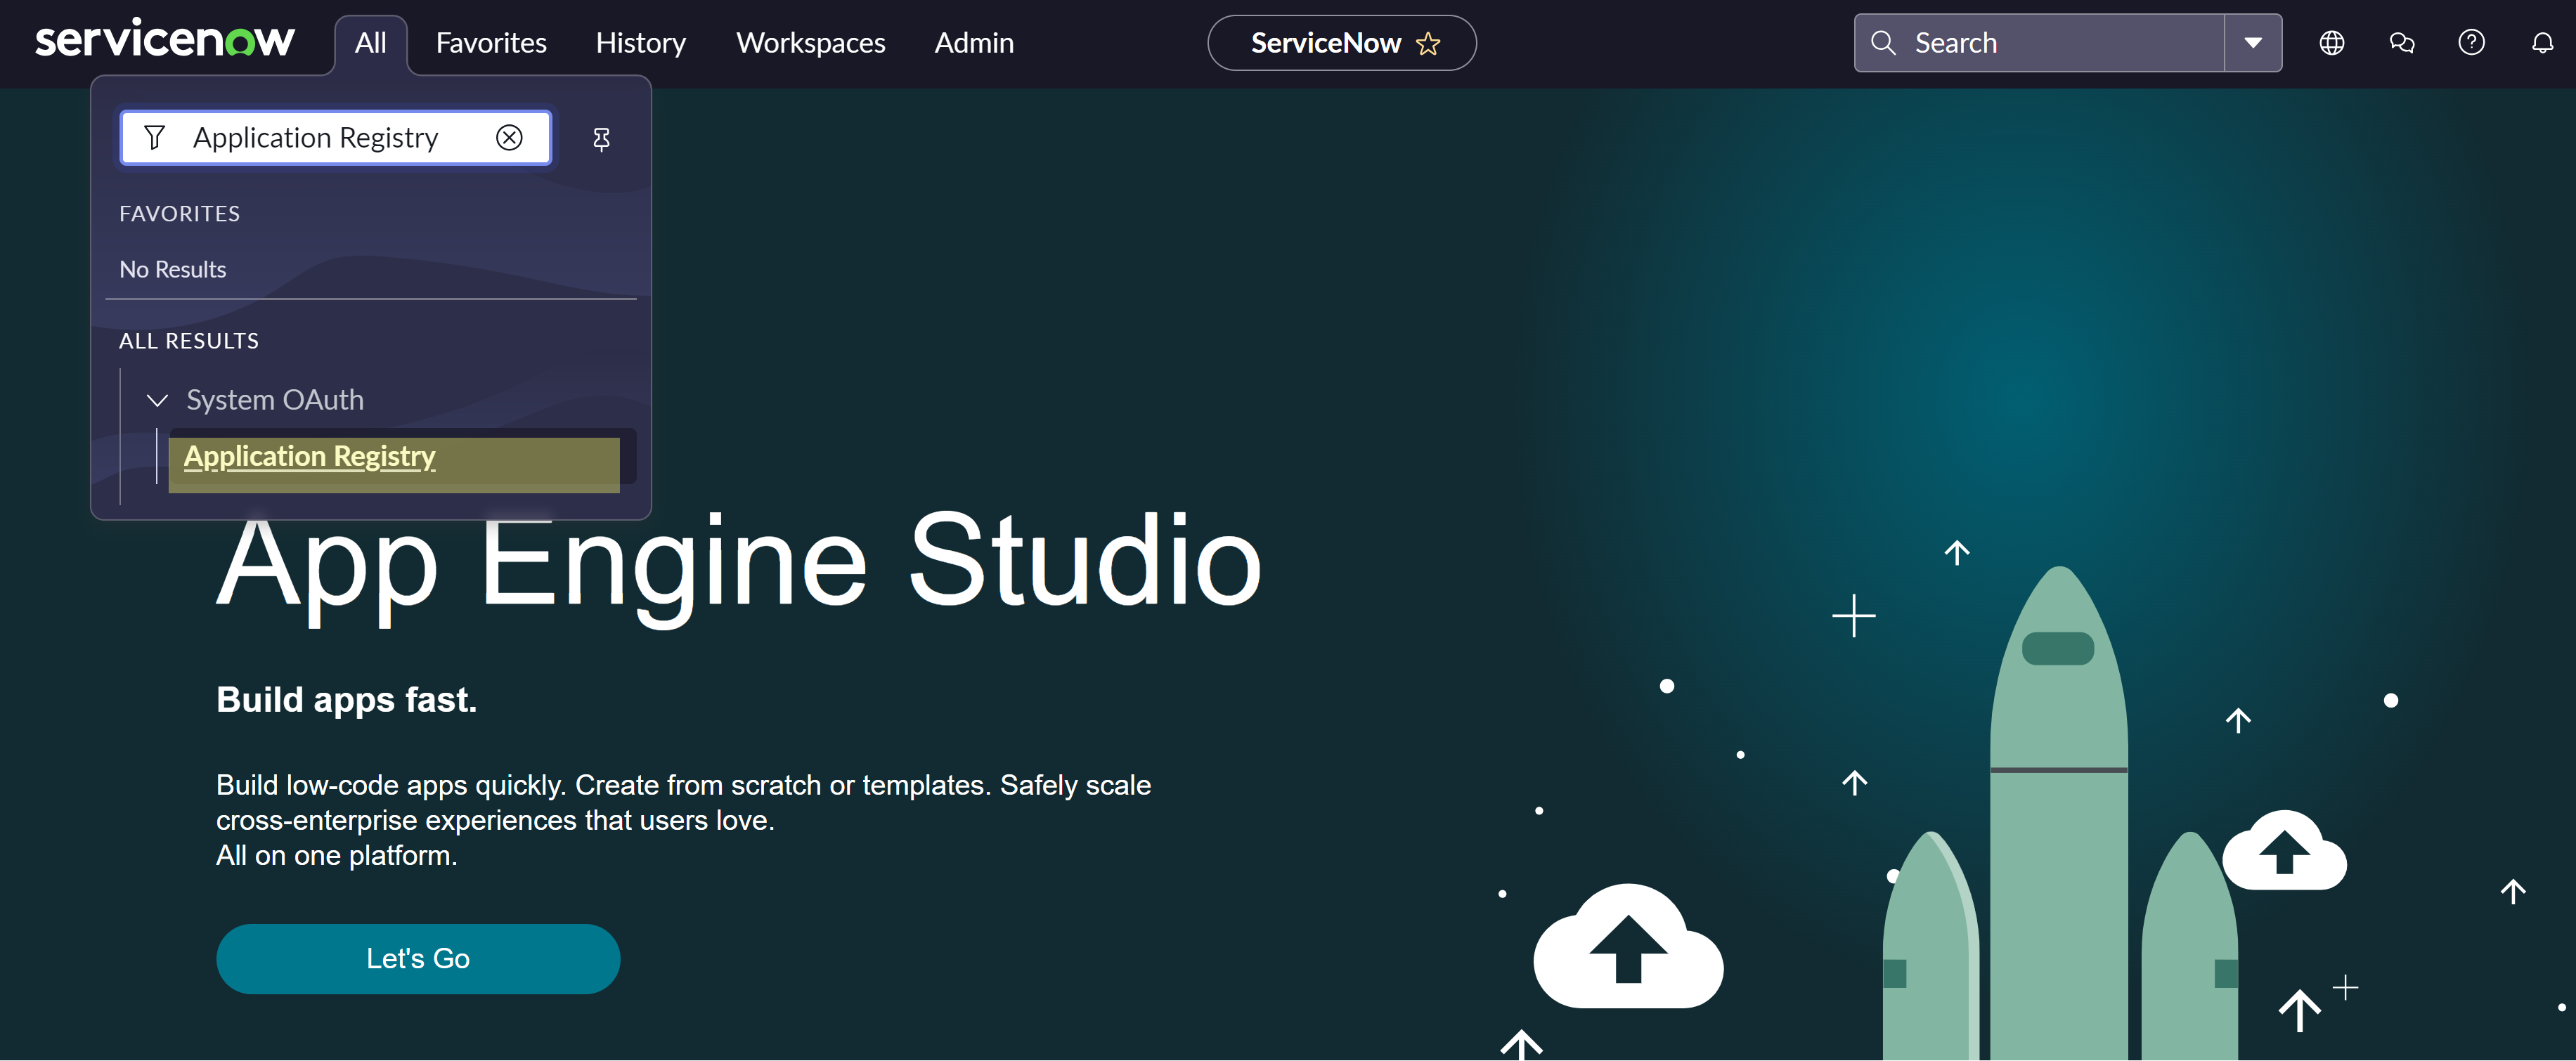 servicenow
All
Favorites
History
Workspaces
Admin
ServiceNow
Search
Application Registry
FAVORITES
No Results
ALL RESULTS
System OAuth
Application Registry
App Engine Studio
Build apps fast.
Build low-code apps quickly. Create from scratch or templates. Safely scale
cross-enterprise experiences that users love.
All on one platform.
Let's Go